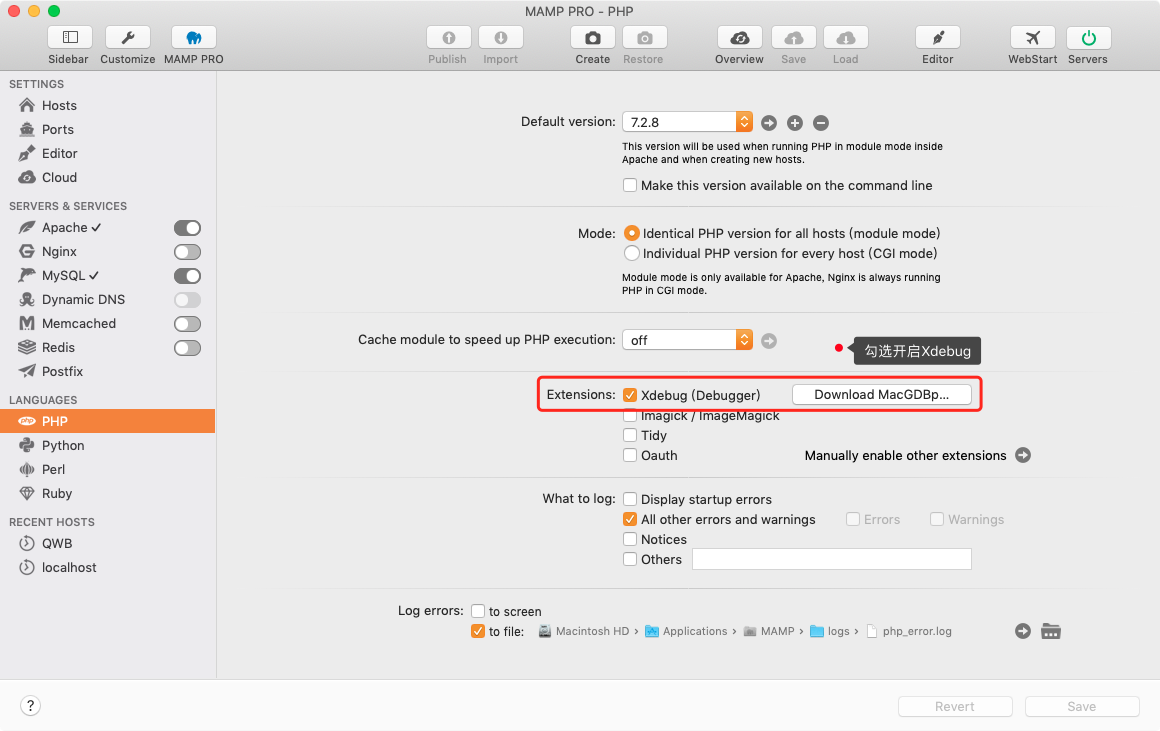 MAMP PRO - PHP
Sidebar
Customize
MAMP PRO
Publish
Import
Create
Restore
Overview
Save
Load
Editor
WebStart
Servers
SETTINGS
Hosts
Ports
Editor
Cloud
SERVERS & SERVICES
Apache ✓
Nginx
MySQL ✓
Dynamic DNS
Memcached
Redis
Postfix
LANGUAGES
php PHP
Python
Perl
Ruby
RECENT HOSTS
QWB
localhost
Default version: 7.2.8
This version will be used when running PHP in module mode inside
Apache and when creating new hosts.
Make this version available on the command line
Mode: Identical PHP version for all hosts (module mode)
Individual PHP version for every host (CGI mode)
Module mode is only available for Apache, Nginx is always running
PHP in CGI mode.
Cache module to speed up PHP execution: off
勾选开启Xdebug
Extensions: Xdebug (Debugger) Download MacGDBp...
Imagick / ImageMagick
Tidy
Oauth Manually enable other extensions
What to log: Display startup errors
All other errors and warnings Errors Warnings
Notices
Others
Log errors: to screen
to file: Macintosh HD › Applications › MAMP › logs › php_error.log
?
Revert
Save